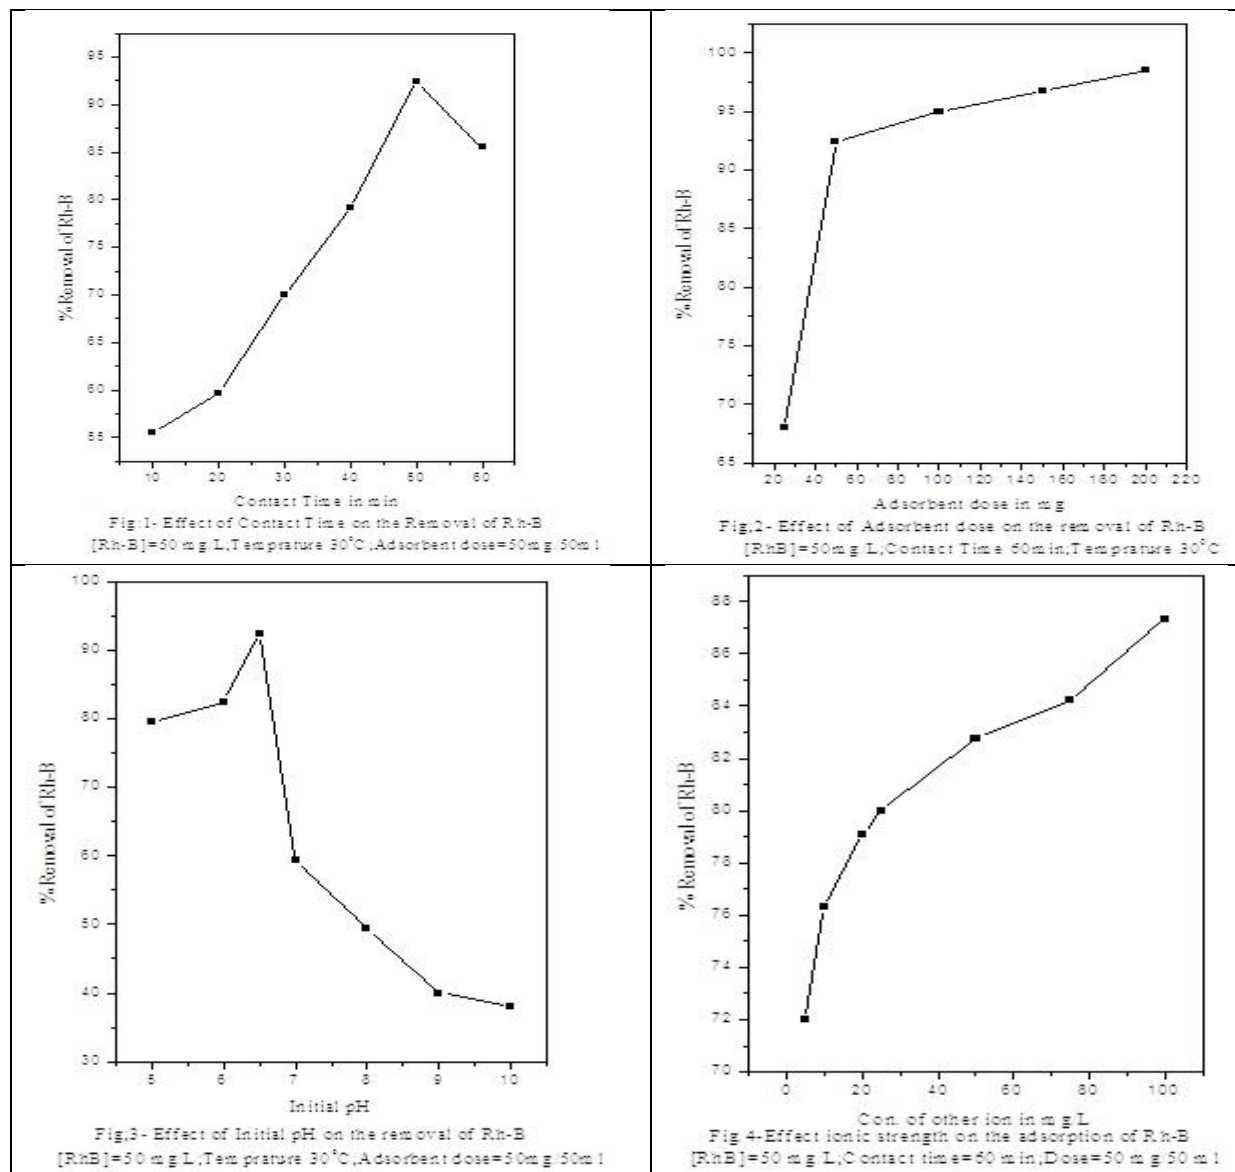 %Removal of Rh-B
95
90
85
80
75
70
65
60
55
10 20 30 40 50 60
Contact Time in min
Fig:1- Effect of Contact Time on the Removal of Rh-B
[Rh-B]=50 mg/L;Temprature 30°C;Adsorbent dose=50mg/50ml
%Removal of Rh-B
100
95
90
85
80
75
70
65
20 40 60 80 100 120 140 160 180 200 220
Adsorbent dose in mg
Fig;2- Effect of Adsorbent dose on the removal of Rh-B
[RhB]=50mg/L;Contact Time 60min;Temprature 30°C
%Removal of Rh-B
100
90
80
70
60
50
40
30
5 6 7 8 9 10
Initial pH
Fig;3- Effect of Initial pH on the removal of Rh-B
[RhB]=50 mg/L;Temprature 30°C;Adsorbent dose=50mg/50ml
%Removal of Rh-B
88
86
84
82
80
78
76
74
72
70
0 20 40 60 80 100
Con. of other ion in mg/L
Fig 4-Effect ionic strength on the adsorption of Rh-B
[RhB]=50 mg/L;Contact time=60 min;Dose=50 mg/50 ml